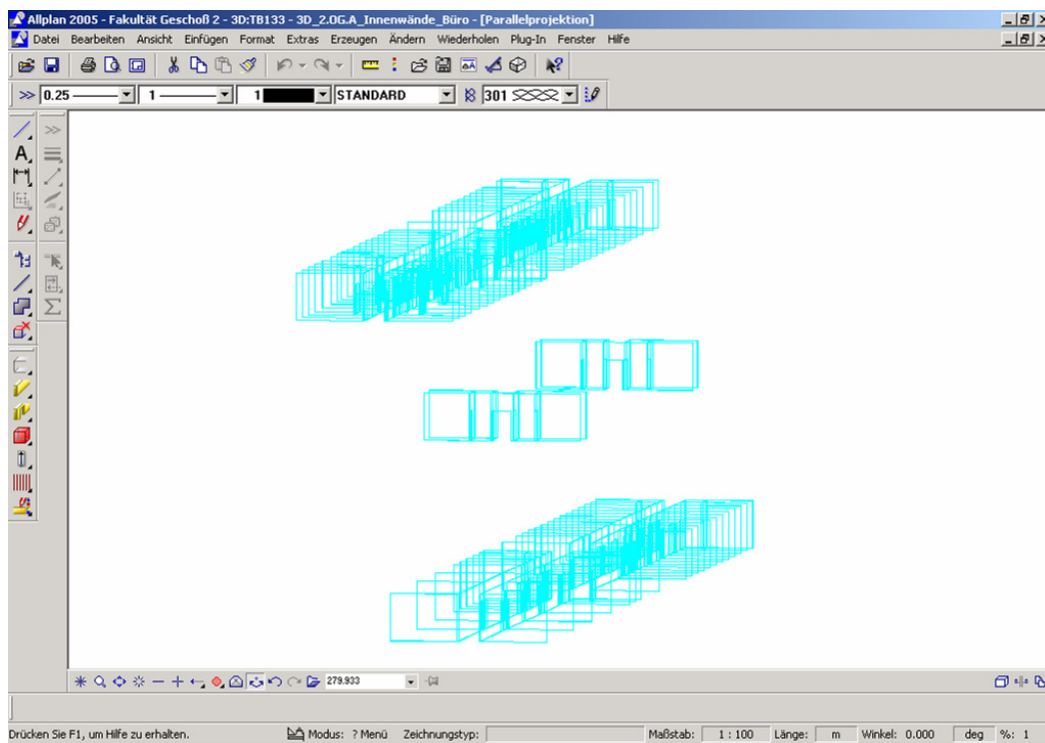 Allplan 2005 - Fakultät Geschoß 2 - 3D:TB133 - 3D_2.OG.A_Innenwände_Büro - [Parallelprojektion]
Datei Bearbeiten Ansicht Einfügen Format Extras Erzeugen Ändern Wiederholen Plug-In Fenster Hilfe
0.25 1 1 STANDARD 301
279.933
Drücken Sie F1, um Hilfe zu erhalten. Modus: ? Menü Zeichnungstyp: Maßstab: 1 : 100 Länge: m Winkel: 0.000 deg %: 1